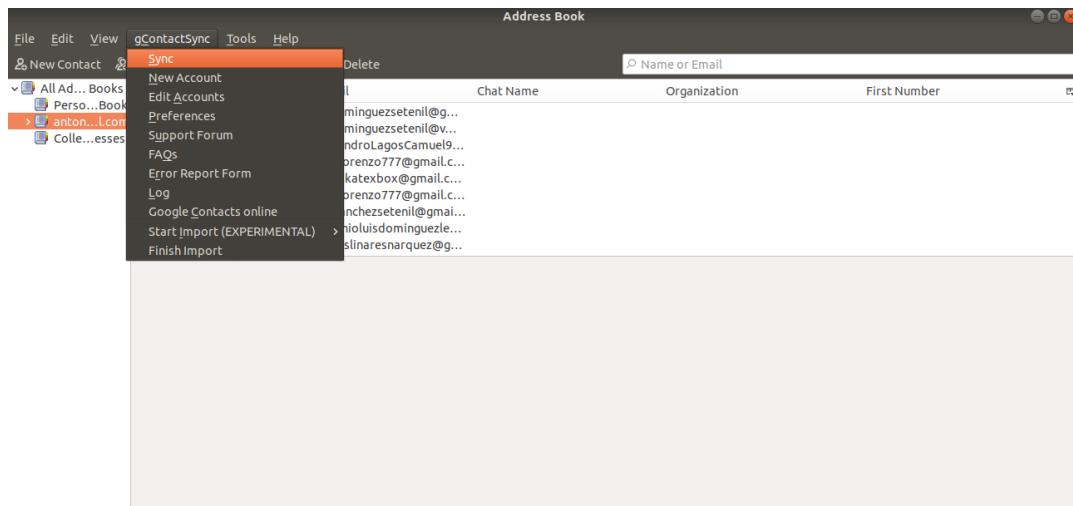 Address Book
File Edit View gContactSync Tools Help
New Contact Delete Name or Email
Sync
New Account
Edit Accounts
Preferences
Support Forum
FAQs
Error Report Form
Log
Google Contacts online
Start Import (EXPERIMENTAL)
Finish Import
All Ad... Books
Perso...Book
anton...l.com
Colle...esses
l Chat Name Organization First Number
minguezsetenil@g...
minguezsetenil@v...
ndroLagosCamuel9...
orenzo777@gmail.c...
katexbox@gmail.c...
orenzo777@gmail.c...
nchezsetenil@gmai...
nioluisdominguezle...
slinaresnarquez@g...